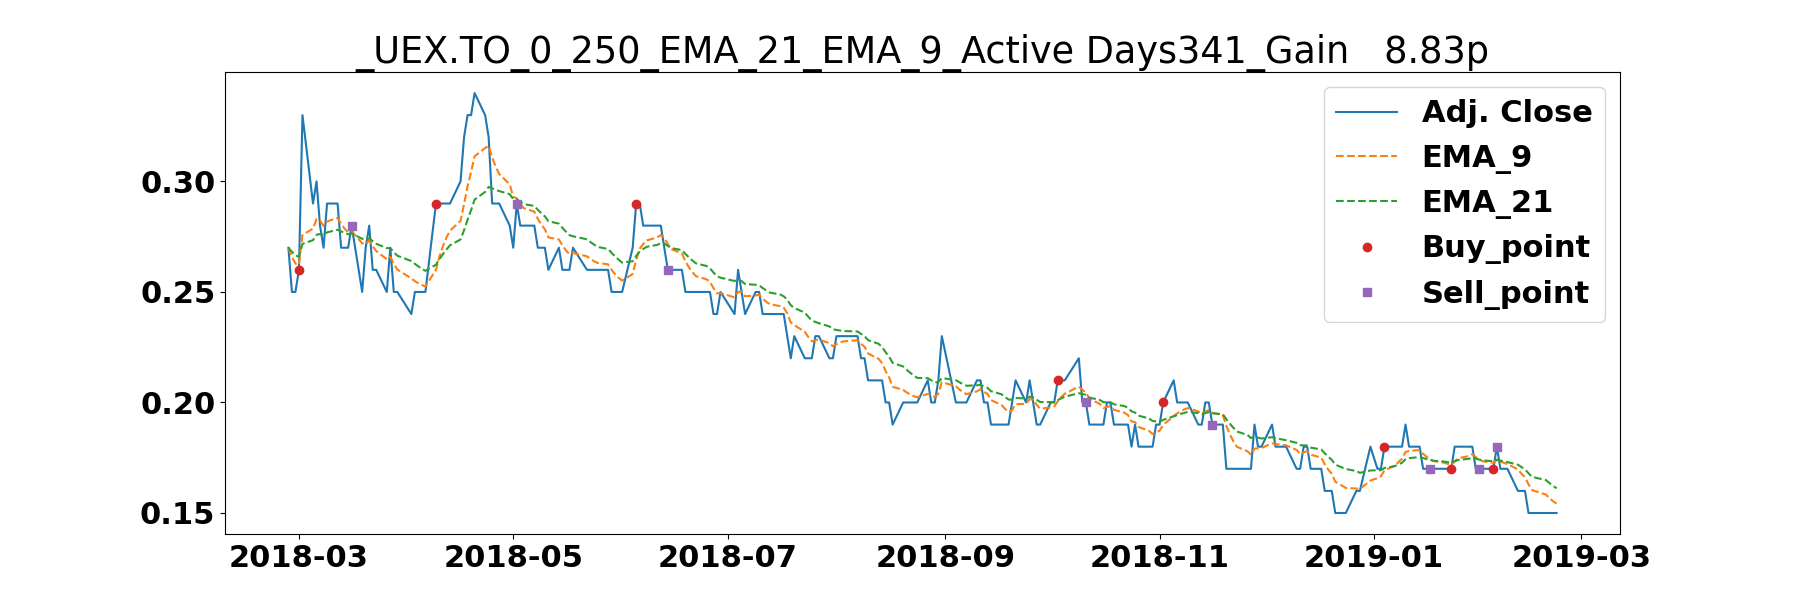 _UEX.TO_0_250_EMA_21_EMA_9_Active Days341_Gain   8.83p
Adj. Close
EMA_9
EMA_21
Buy_point
Sell_point
0.30
0.25
0.20
0.15
2018-03 2018-05 2018-07 2018-09 2018-11 2019-01 2019-03